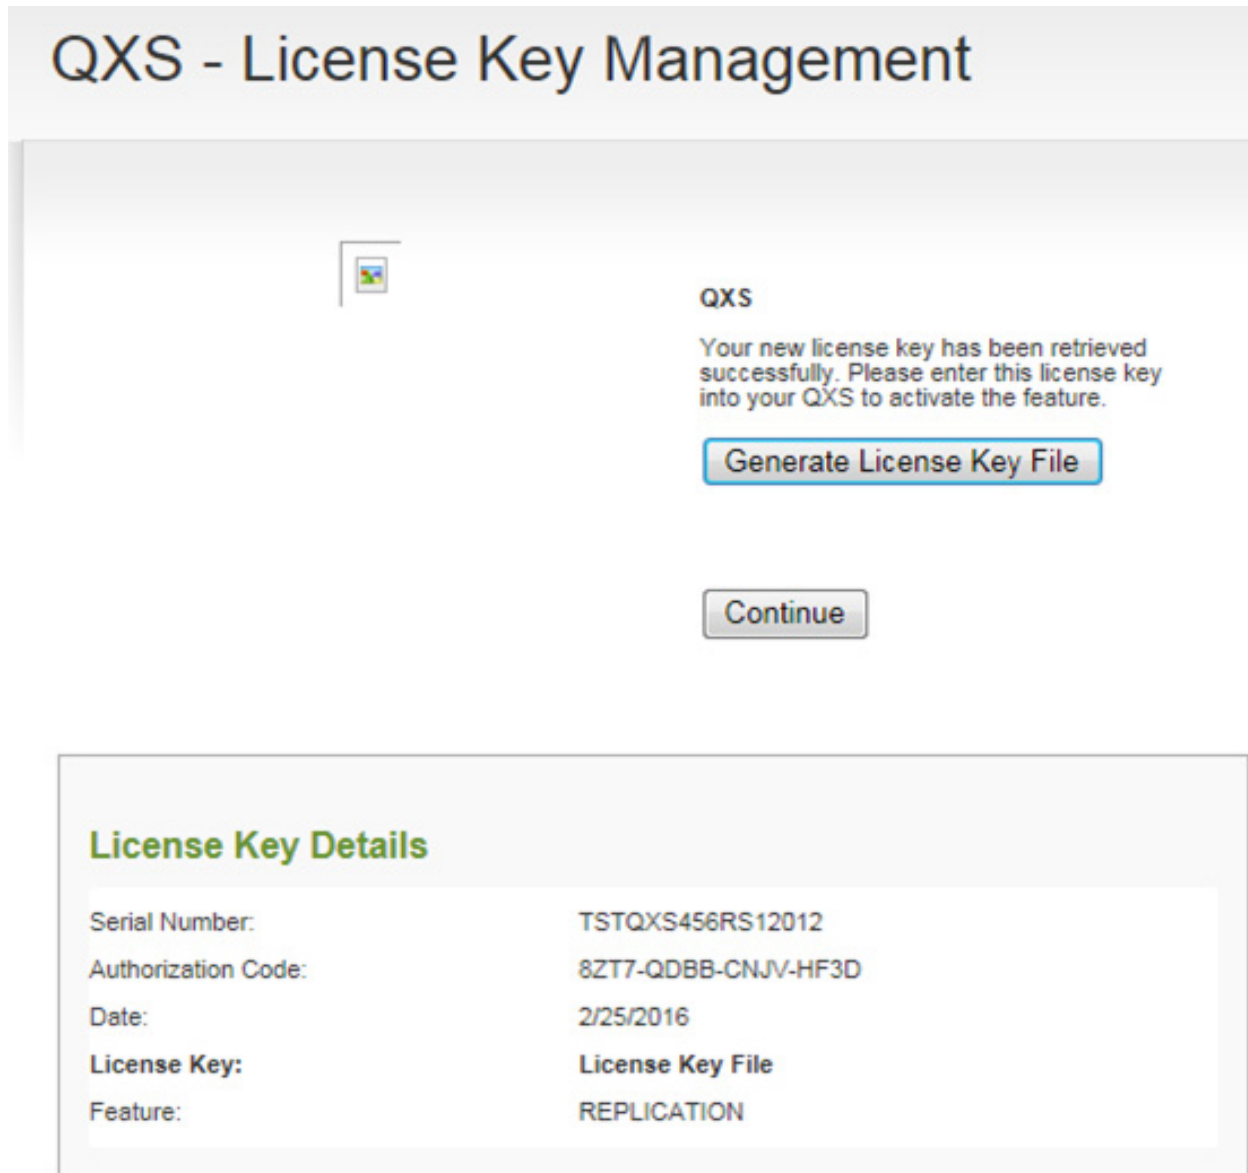 QXS - License Key Management
QXS
Your new license key has been retrieved
successfully. Please enter this license key
into your QXS to activate the feature.
Generate License Key File
Continue
License Key Details
Serial Number: TSTQXS456RS12012
Authorization Code: 8ZT7-QDBB-CNJV-HF3D
Date: 2/25/2016
License Key: License Key File
Feature: REPLICATION